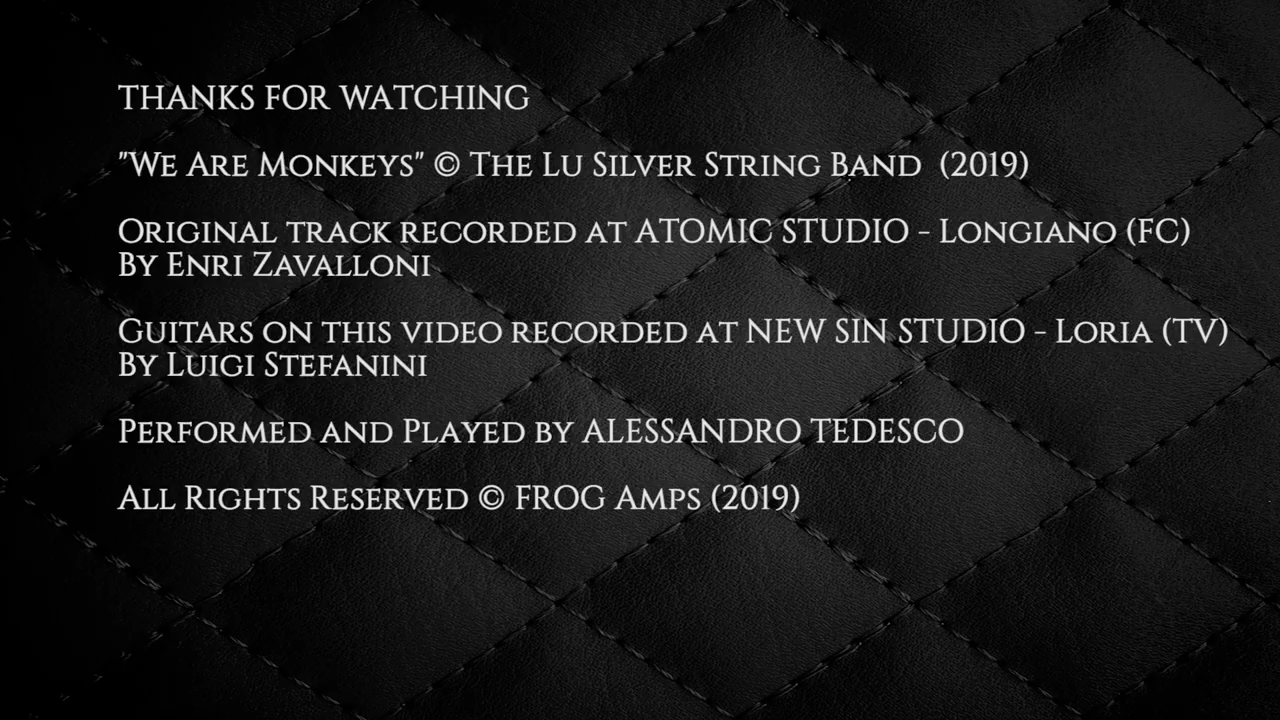 THANKS FOR WATCHING
"We Are Monkeys" © The Lu Silver String Band (2019)
Original track recorded at ATOMIC STUDIO - Longiano (FC)
By Enri Zavalloni
Guitars on this video recorded at NEW SIN STUDIO - Loria (TV)
By Luigi Stefanini
Performed and Played by ALESSANDRO TEDESCO
All Rights Reserved © FROG Amps (2019)